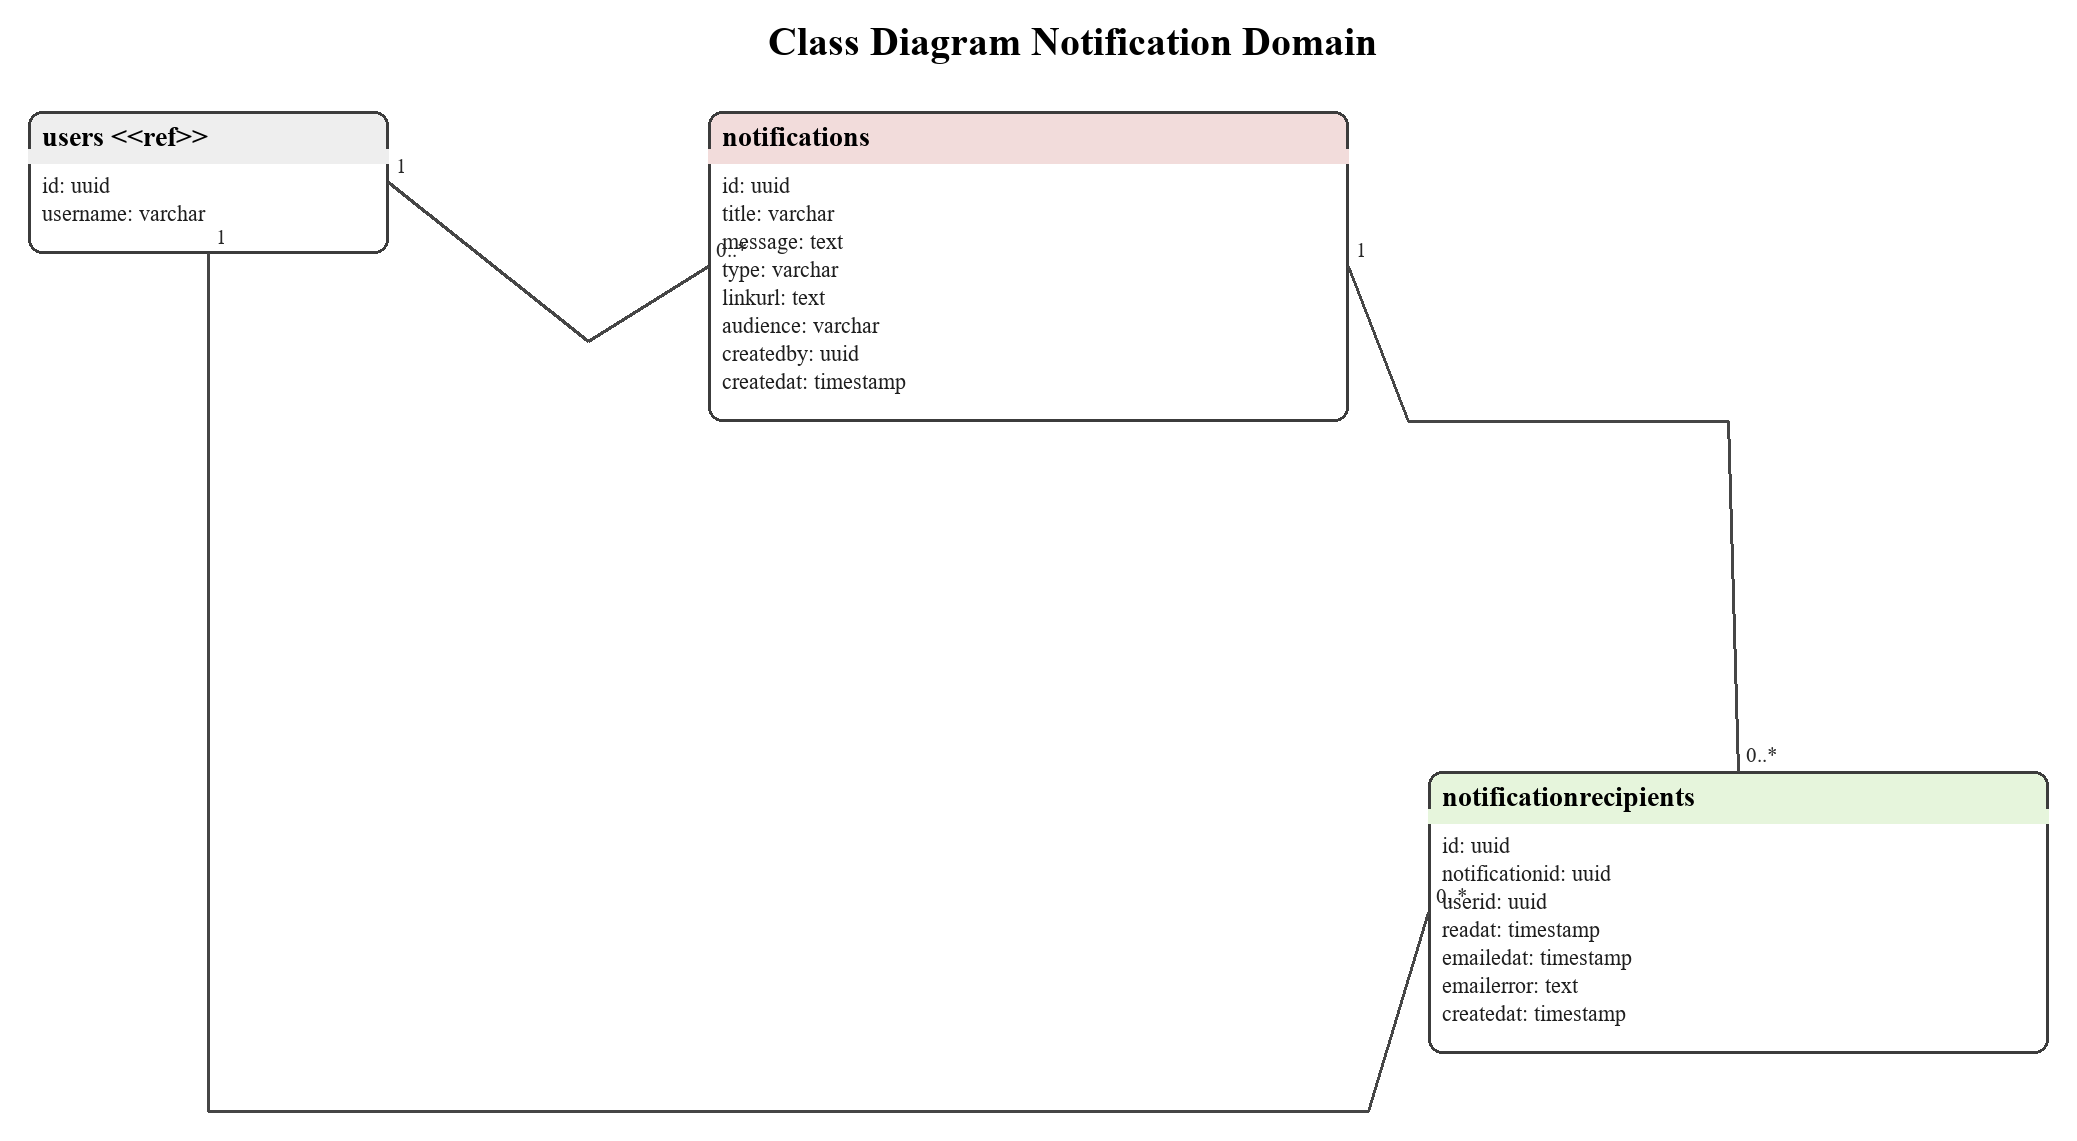 Class Diagram Notification Domain
users <<ref>>
id: uuid
username: varchar
1
1
notifications
id: uuid
title: varchar
message: text
0..*
type: varchar
linkurl: text
audience: varchar
createdby: uuid
createdat: timestamp
1
0..*
notificationrecipients
id: uuid
notificationid: uuid
0..*
userid: uuid
readat: timestamp
emailedat: timestamp
emailerror: text
createdat: timestamp